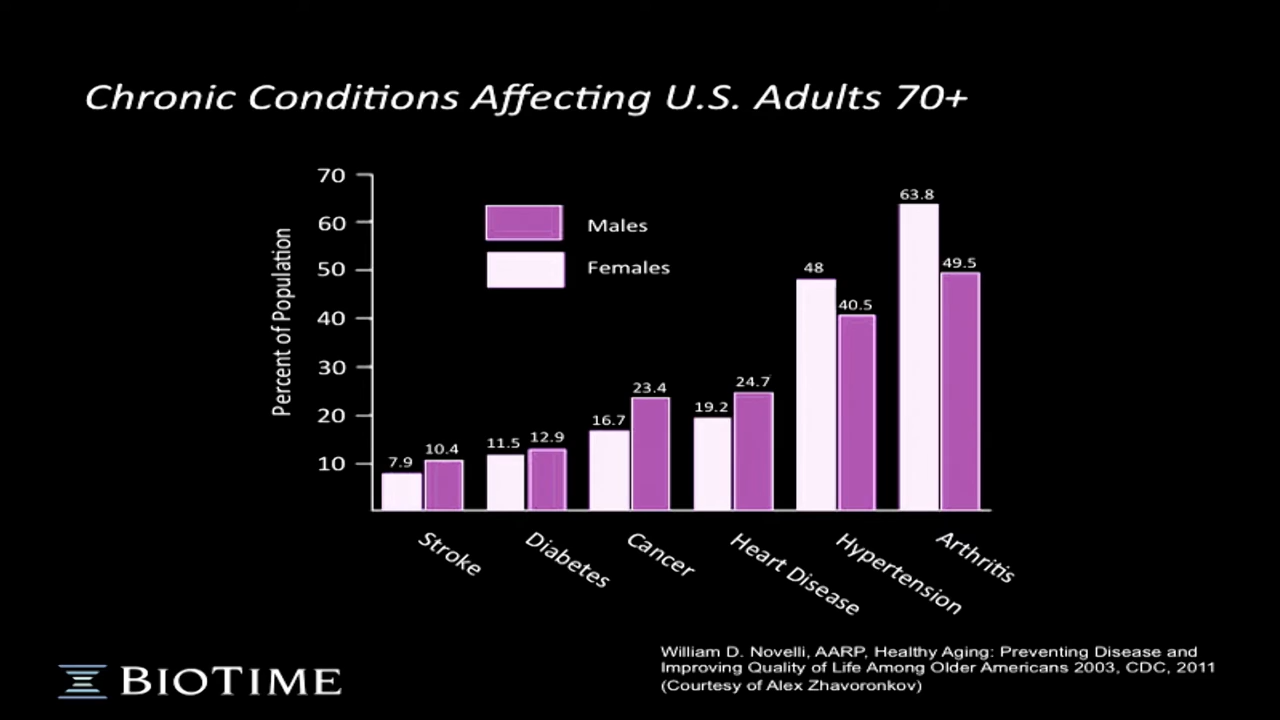 Chronic Conditions Affecting U.S. Adults 70+
Percent of Population
70
60
50
40
30
20
10
Males
Females
7.9
10.4
11.5
12.9
16.7
23.4
19.2
24.7
48
40.5
63.8
49.5
Stroke
Diabetes
Cancer
Heart Disease
Hypertension
Arthritis
William D. Novelli, AARP, Healthy Aging: Preventing Disease and
Improving Quality of Life Among Older Americans 2003, CDC, 2011
(Courtesy of Alex Zhavoronkov)
BIOTIME